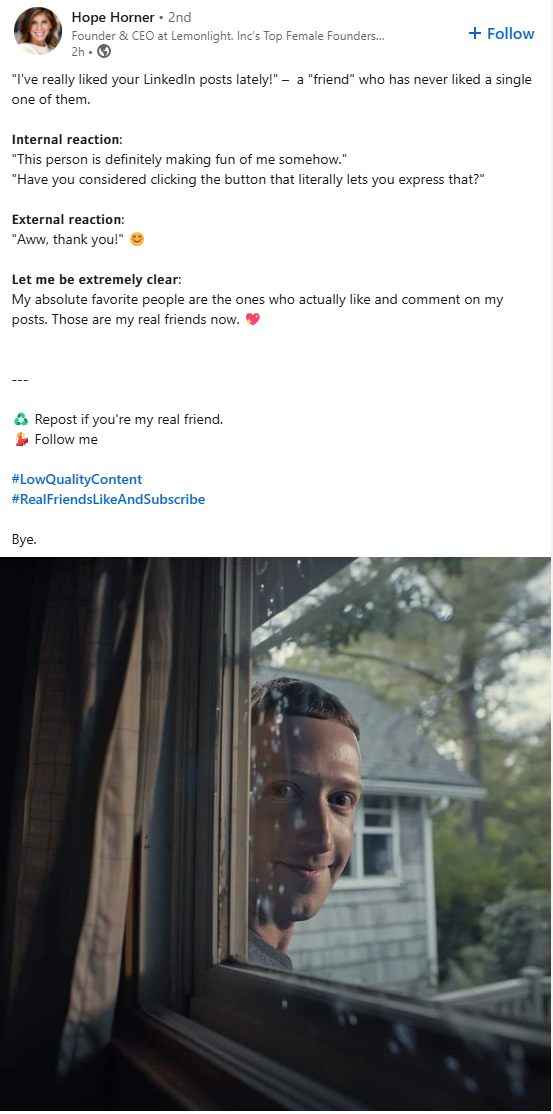 Hope Horner • 2nd
Founder & CEO at Lemonlight. Inc's Top Female Founders...
+ Follow
2h •
"I've really liked your LinkedIn posts lately!" – a "friend" who has never liked a single
one of them.
Internal reaction:
"This person is definitely making fun of me somehow."
"Have you considered clicking the button that literally lets you express that?"
External reaction:
"Aww, thank you!" 😊
Let me be extremely clear:
My absolute favorite people are the ones who actually like and comment on my
posts. Those are my real friends now. 💖
---
♻️ Repost if you're my real friend.
💃 Follow me
#LowQualityContent
#RealFriendsLikeAndSubscribe
Bye.